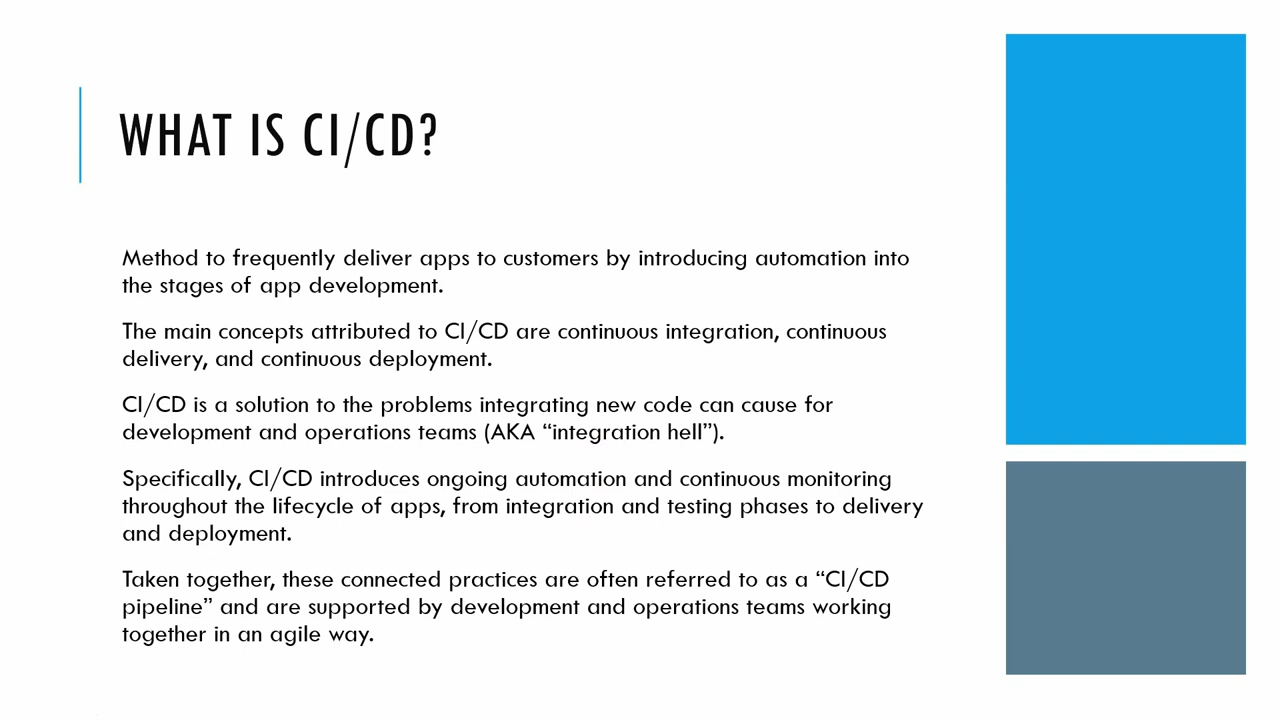 WHAT IS CI/CD?
Method to frequently deliver apps to customers by introducing automation into
the stages of app development.
The main concepts attributed to CI/CD are continuous integration, continuous
delivery, and continuous deployment.
CI/CD is a solution to the problems integrating new code can cause for
development and operations teams (AKA “integration hell”).
Specifically, CI/CD introduces ongoing automation and continuous monitoring
throughout the lifecycle of apps, from integration and testing phases to delivery
and deployment.
Taken together, these connected practices are often referred to as a “CI/CD
pipeline” and are supported by development and operations teams working
together in an agile way.